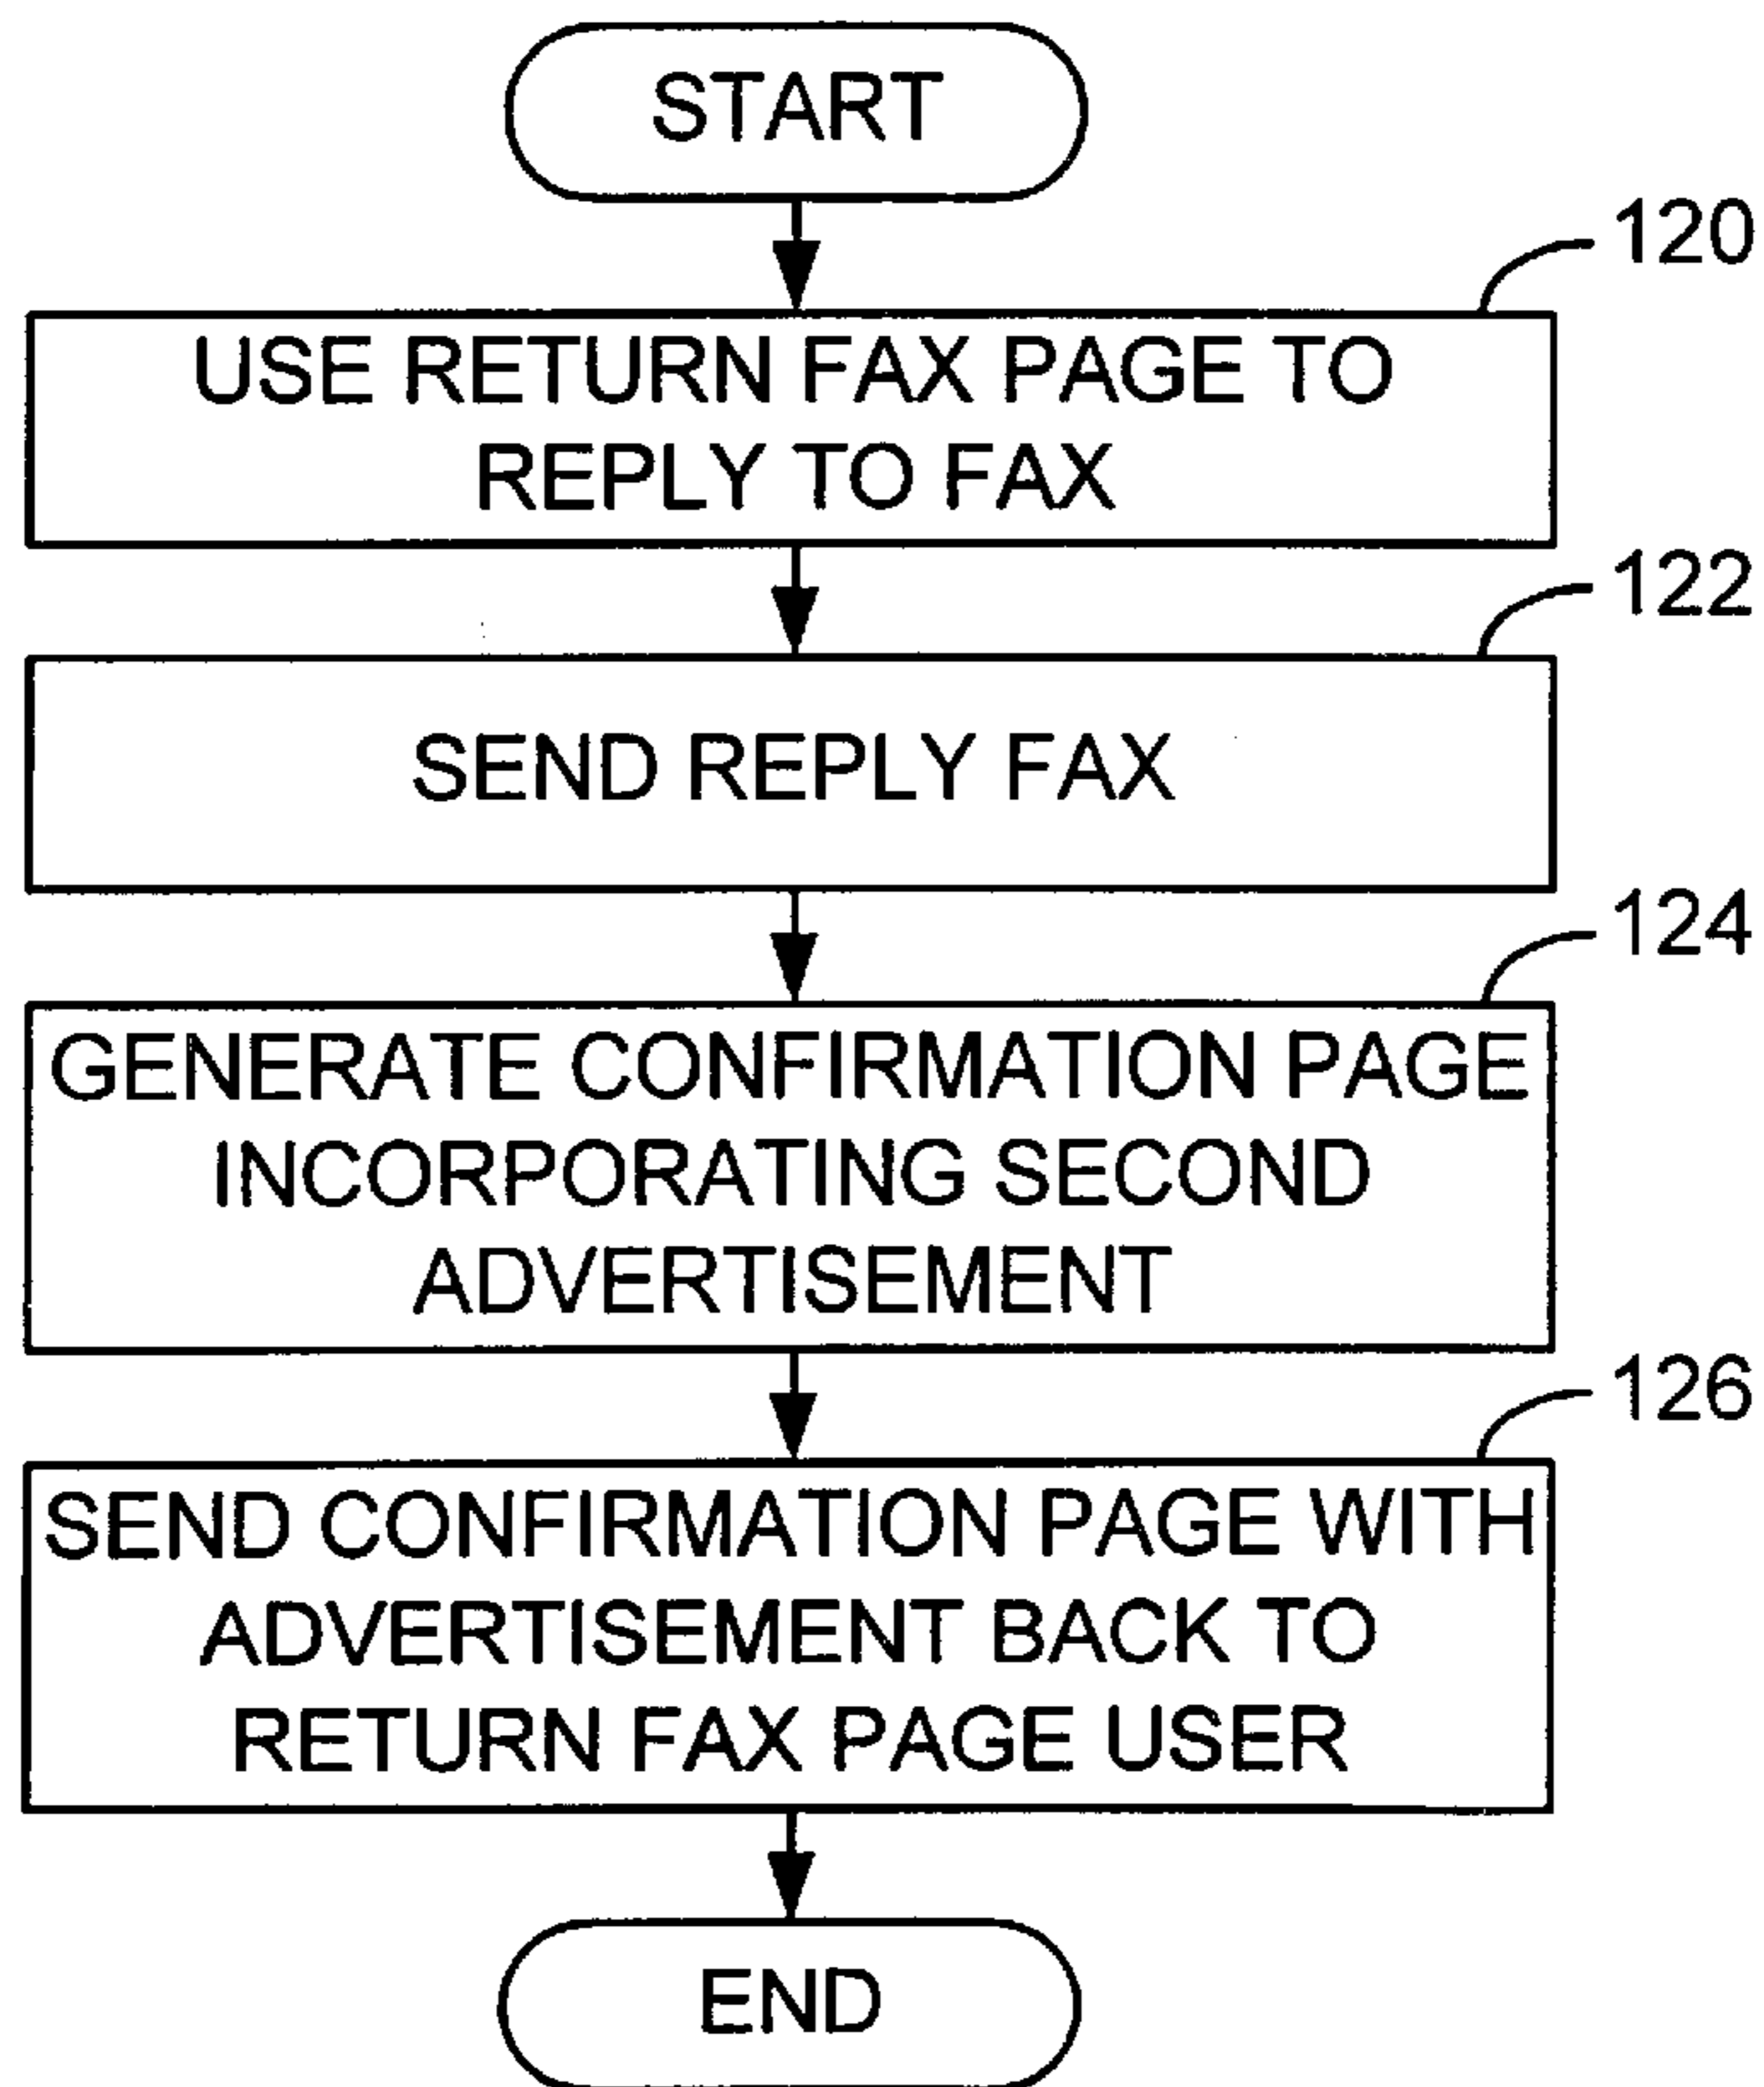 START
120
USE RETURN FAX PAGE TO
REPLY TO FAX
122
SEND REPLY FAX
124
GENERATE CONFIRMATION PAGE
INCORPORATING SECOND
ADVERTISEMENT
126
SEND CONFIRMATION PAGE WITH
ADVERTISEMENT BACK TO
RETURN FAX PAGE USER
END